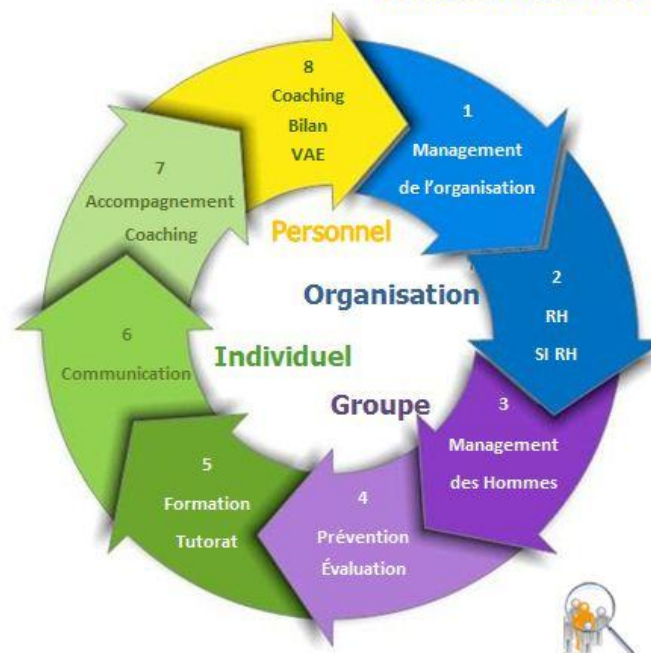 8
Coaching
Bilan
VAE
1
Management
de l'organisation
2
RH
SI RH
3
Management
des Hommes
4
Prévention
Évaluation
5
Formation
Tutorat
6
Communication
7
Accompagnement
Coaching
Personnel
Organisation
Individuel
Groupe